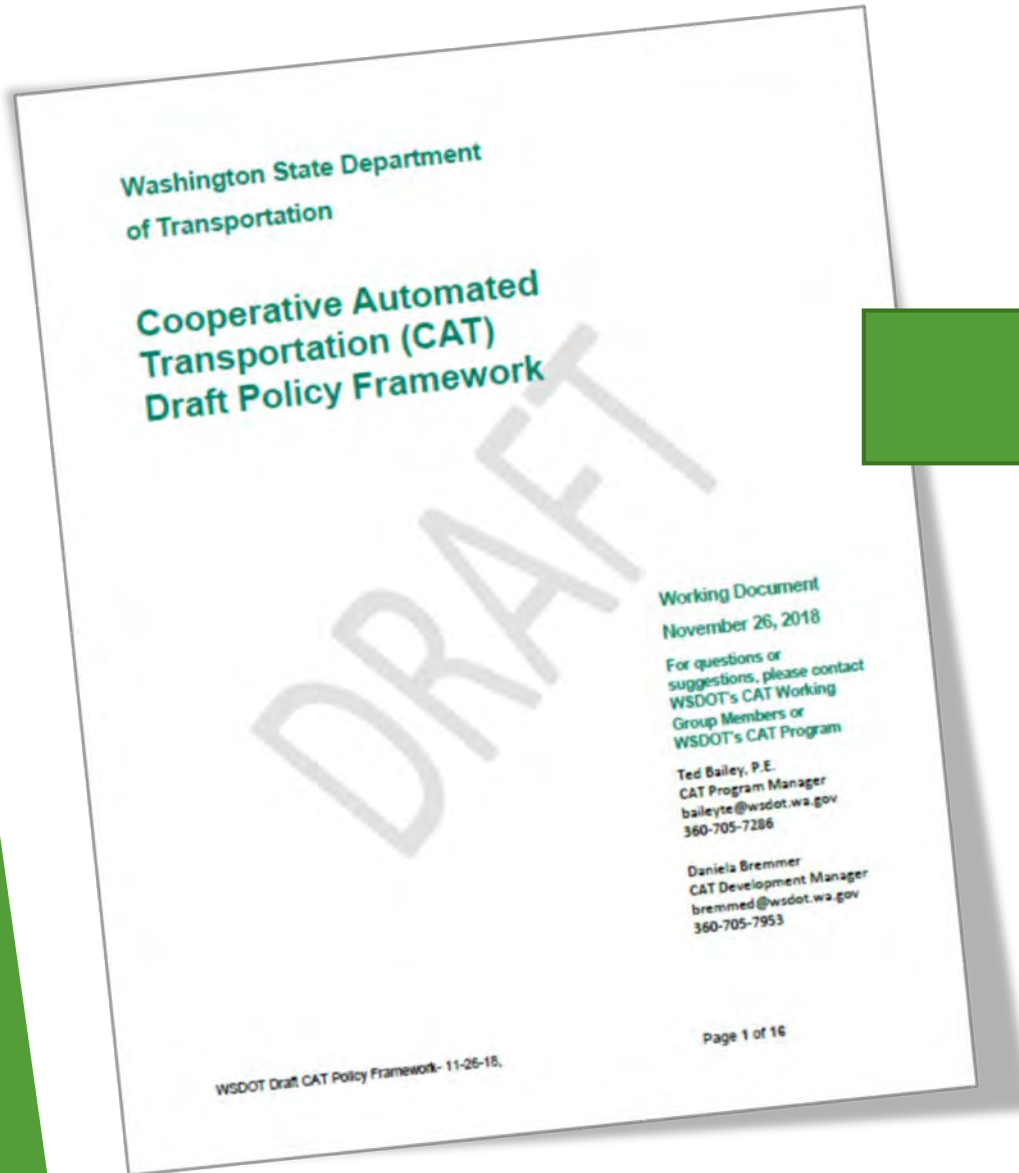 Washington State Department
of Transportation
Cooperative Automated
Transportation (CAT)
Draft Policy Framework
DRAFT
Working Document
November 26, 2018
For questions or
suggestions, please contact
WSDOT's CAT Working
Group Members or
WSDOT's CAT Program
Ted Bailey, P.E.
CAT Program Manager
baileyte@wsdot.wa.gov
360-705-7286
Daniela Bremmer
CAT Development Manager
bremmed@wsdot.wa.gov
360-705-7953
WSDOT Draft CAT Policy Framework- 11-26-18,
Page 1 of 16